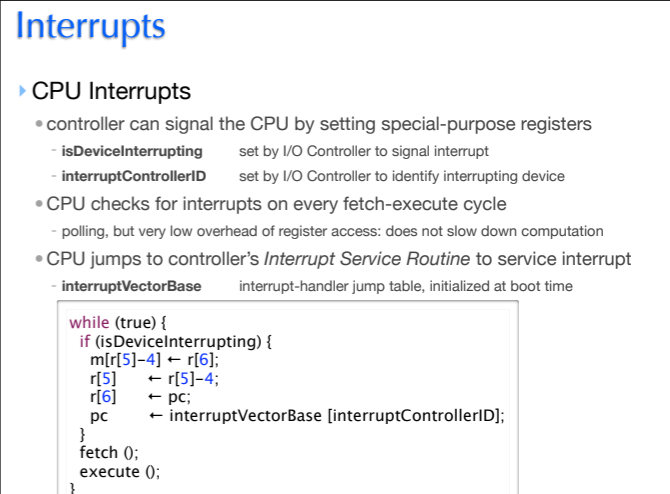 Interrupts
CPU Interrupts
controller can signal the CPU by setting special-purpose registers
- isDeviceInterrupting set by I/O Controller to signal interrupt
- interruptControllerID set by I/O Controller to identify interrupting device
CPU checks for interrupts on every fetch-execute cycle
- polling, but very low overhead of register access: does not slow down computation
CPU jumps to controller's Interrupt Service Routine to service interrupt
- interruptVectorBase interrupt-handler jump table, initialized at boot time
while (true) {
if (isDeviceInterrupting) {
m[r[5]-4] ← r[6];
r[5] ← r[5]-4;
r[6] ← pc;
pc ← interruptVectorBase [interruptControllerID];
}
fetch ();
execute ();
}